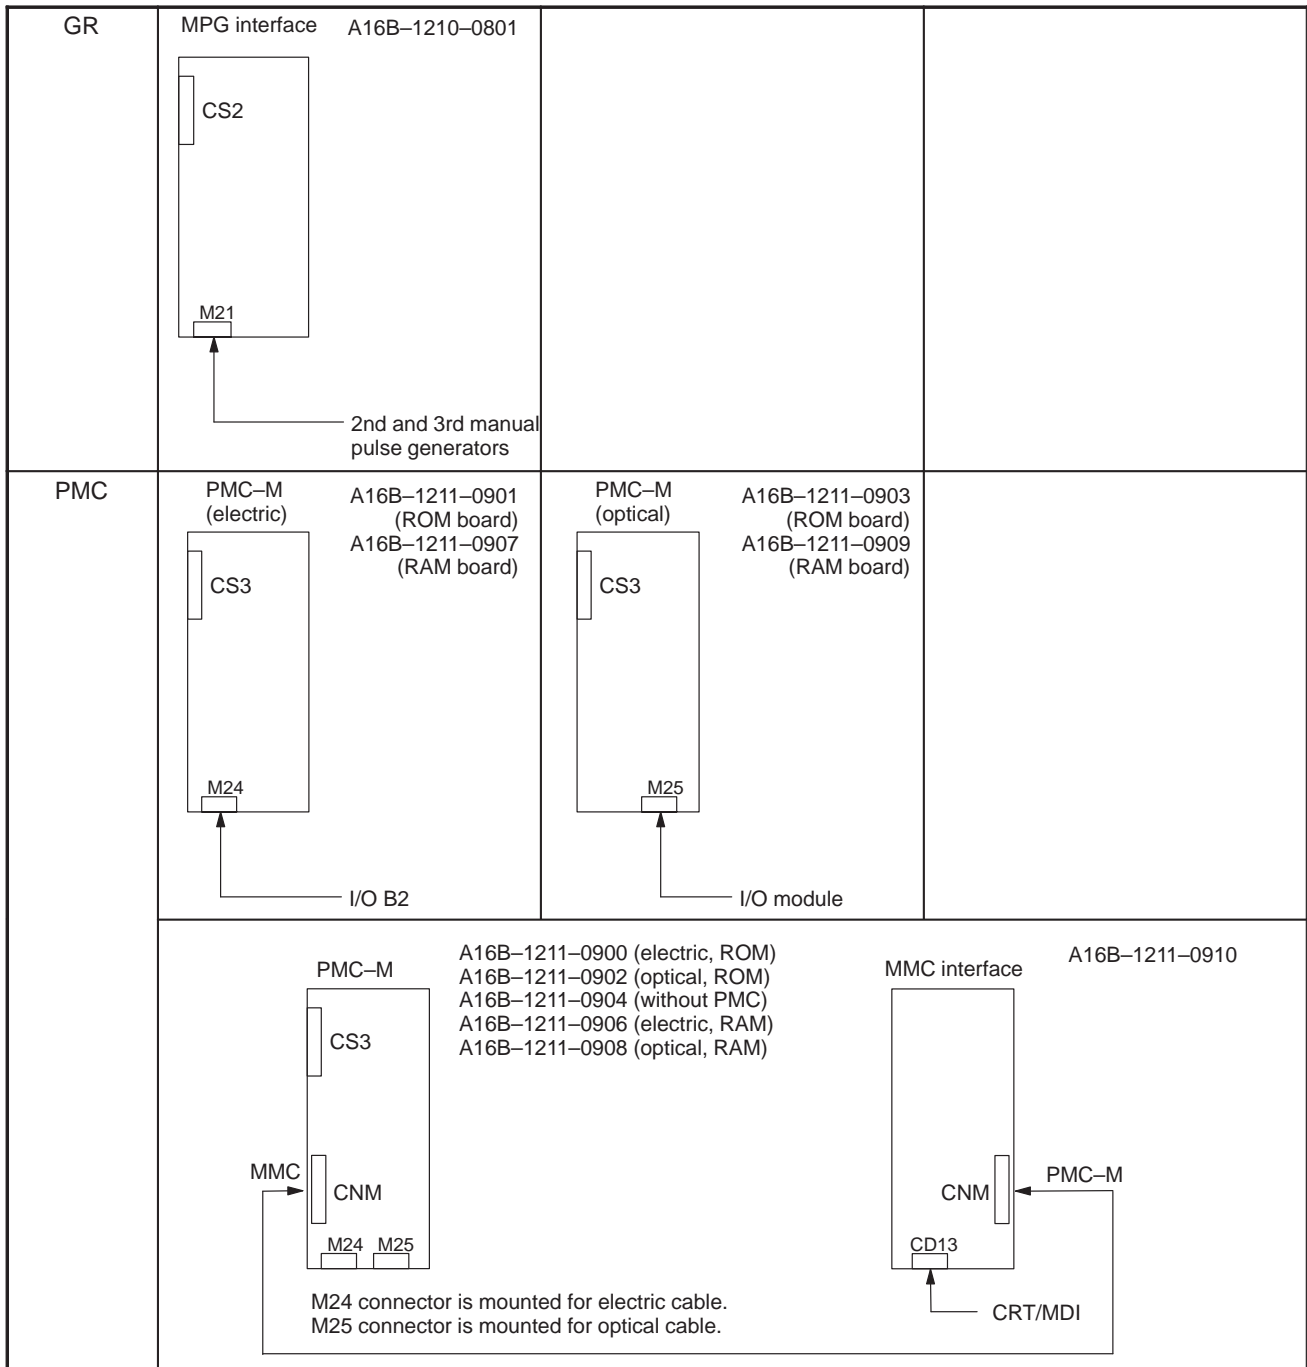 GR
MPG interface
A16B–1210–0801
CS2
M21
2nd and 3rd manual
pulse generators
PMC
PMC–M
(electric)
A16B–1211–0901
(ROM board)
A16B–1211–0907
(RAM board)
CS3
M24
I/O B2
PMC–M
(optical)
A16B–1211–0903
(ROM board)
A16B–1211–0909
(RAM board)
CS3
M25
I/O module
PMC–M
A16B–1211–0900 (electric, ROM)
A16B–1211–0902 (optical, ROM)
A16B–1211–0904 (without PMC)
A16B–1211–0906 (electric, RAM)
A16B–1211–0908 (optical, RAM)
CS3
MMC
CNM
M24 M25
M24 connector is mounted for electric cable.
M25 connector is mounted for optical cable.
MMC interface
A16B–1211–0910
CNM
PMC–M
CD13
CRT/MDI